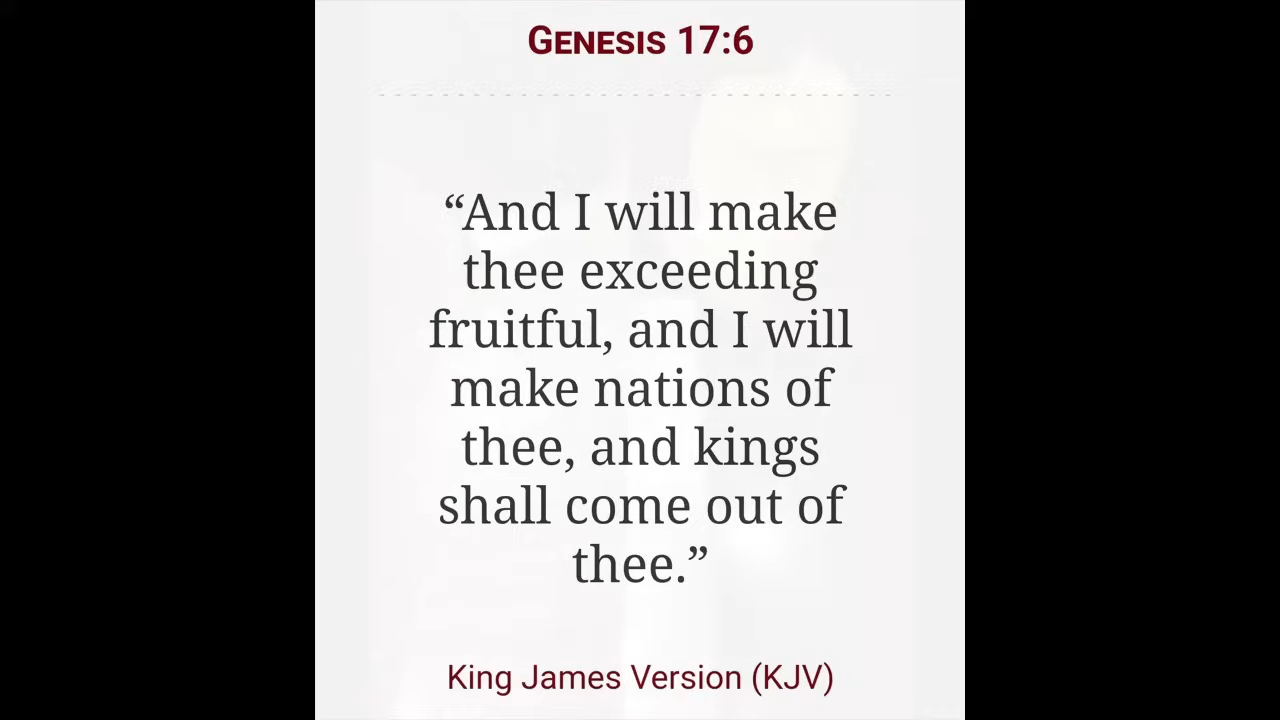 Genesis 17:6
“And I will make
thee exceeding
fruitful, and I will
make nations of
thee, and kings
shall come out of
thee.”
King James Version (KJV)